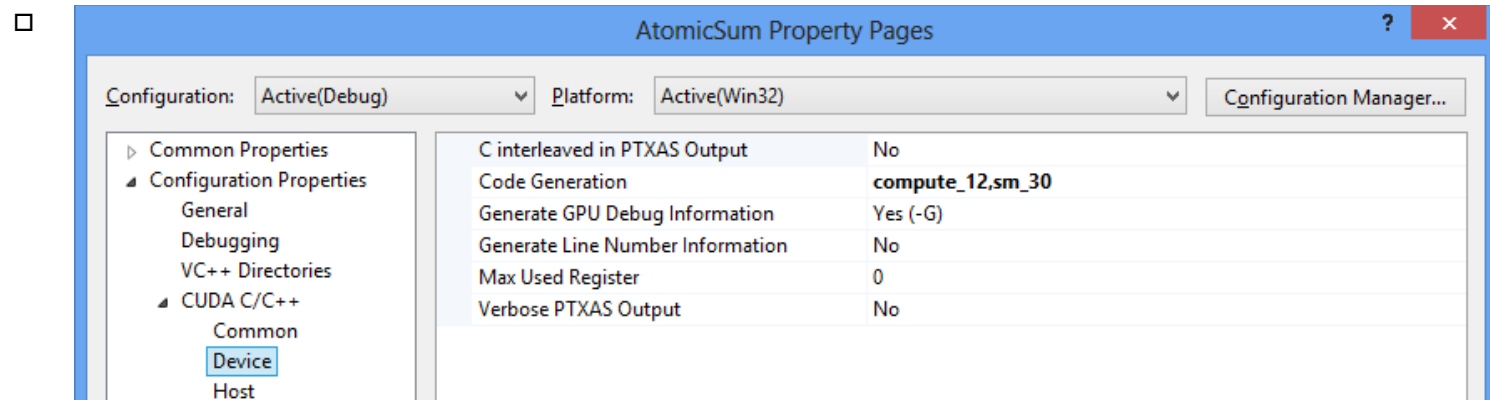 AtomicSum Property Pages ?
Configuration: Active(Debug) Platform: Active(Win32) Configuration Manager...
Common Properties
Configuration Properties
General
Debugging
VC++ Directories
CUDA C/C++
Common
Device
Host
C interleaved in PTXAS Output No
Code Generation compute_12,sm_30
Generate GPU Debug Information Yes (-G)
Generate Line Number Information No
Max Used Register 0
Verbose PTXAS Output No